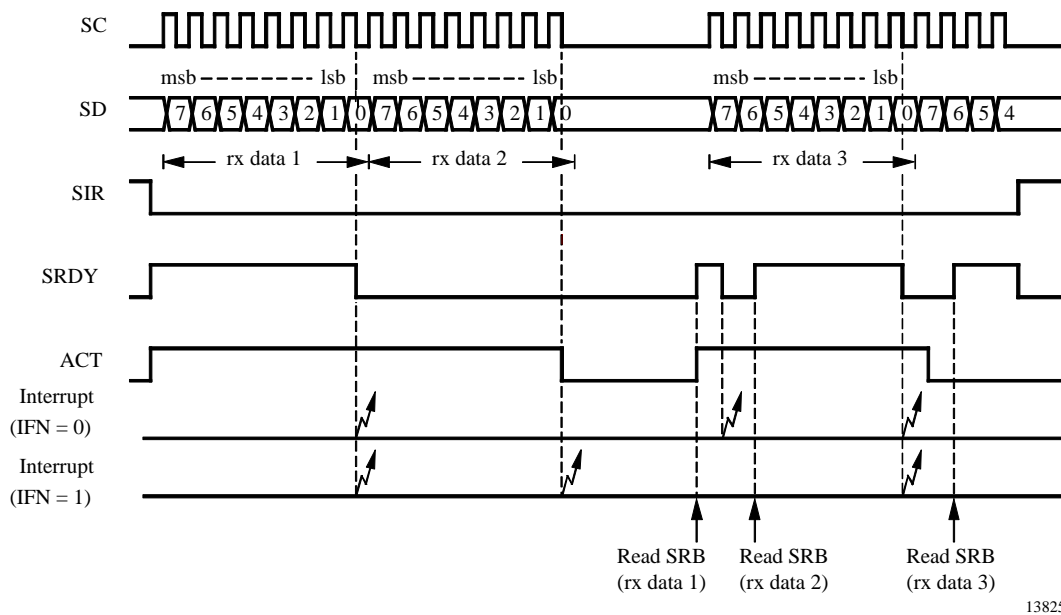 SC
msb lsb msb lsb msb lsb
SD 7 6 5 4 3 2 1 0 7 6 5 4 3 2 1 0 7 6 5 4 3 2 1 0 7 6 5 4
rx data 1 rx data 2 rx data 3
SIR
SRDY
ACT
Interrupt
(IFN = 0)
Interrupt
(IFN = 1)
Read SRB Read SRB Read SRB
(rx data 1) (rx data 2) (rx data 3)